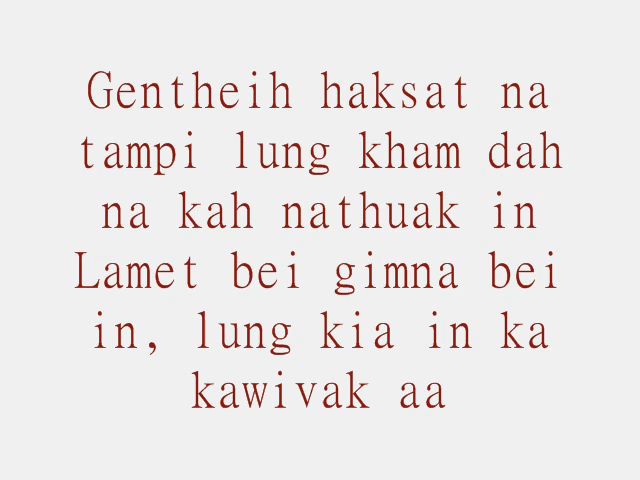 Gentheih haksat na
tampi lung kham dah
na kah nathuak in
Lamet bei gimna bei
in, lung kia in ka
kawivak aa